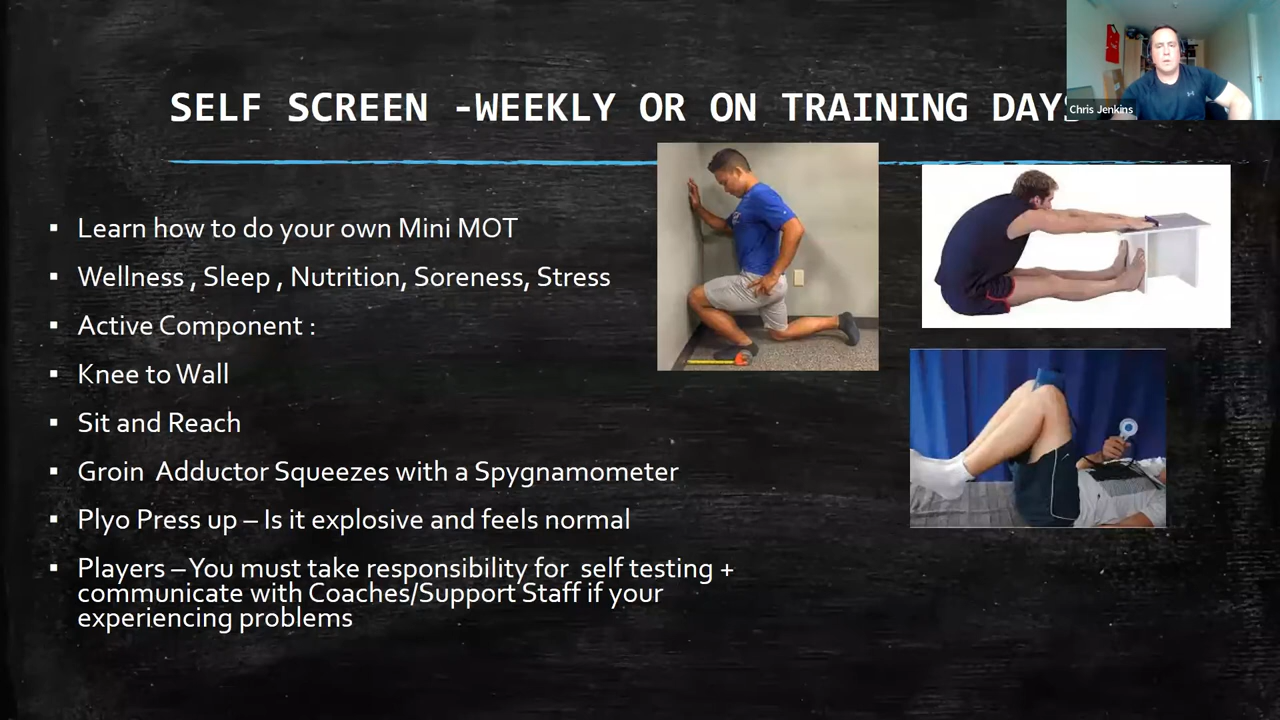 SELF SCREEN -WEEKLY OR ON TRAINING DAYS
Chris Jenkins
Learn how to do your own Mini MOT
Wellness , Sleep , Nutrition, Soreness, Stress
Active Component :
Knee to Wall
Sit and Reach
Groin Adductor Squeezes with a Spygnamometer
Plyo Press up – Is it explosive and feels normal
Players –You must take responsibility for self testing +
communicate with Coaches/Support Staff if your
experiencing problems